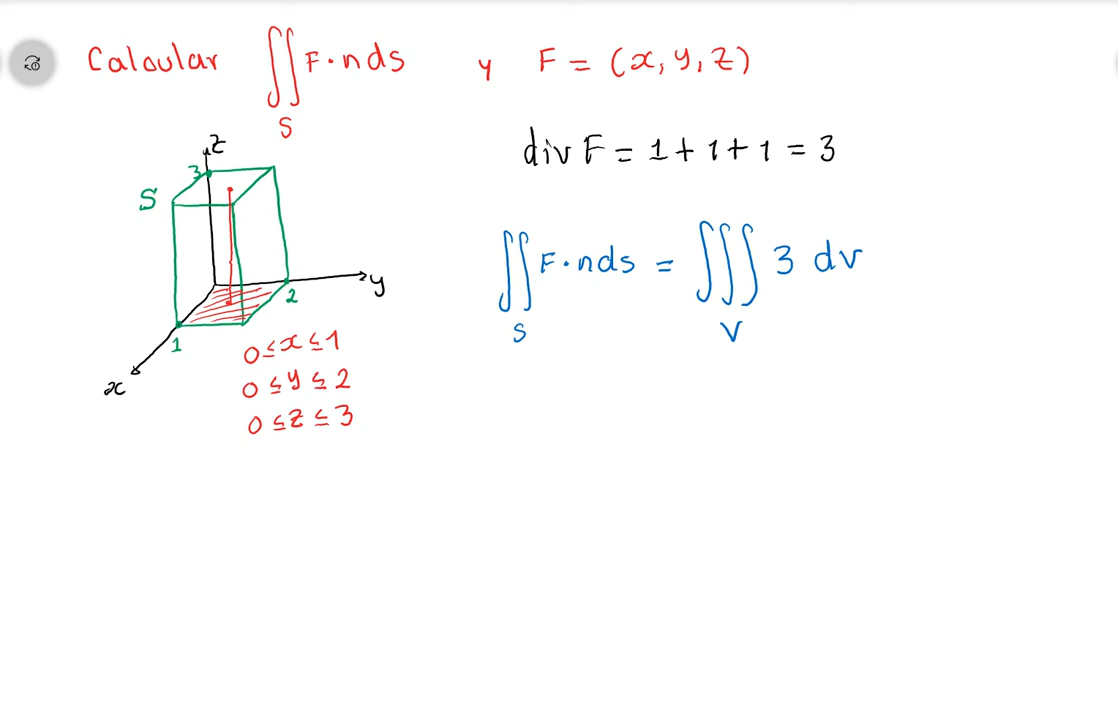 Calcular ∬_S F·nds y F = (x, y, z)
div F = 1 + 1 + 1 = 3
∬_S F·nds = ∭_V 3 dv
z
3
S
y
2
1
x
0 ≤ x ≤ 1
0 ≤ y ≤ 2
0 ≤ z ≤ 3